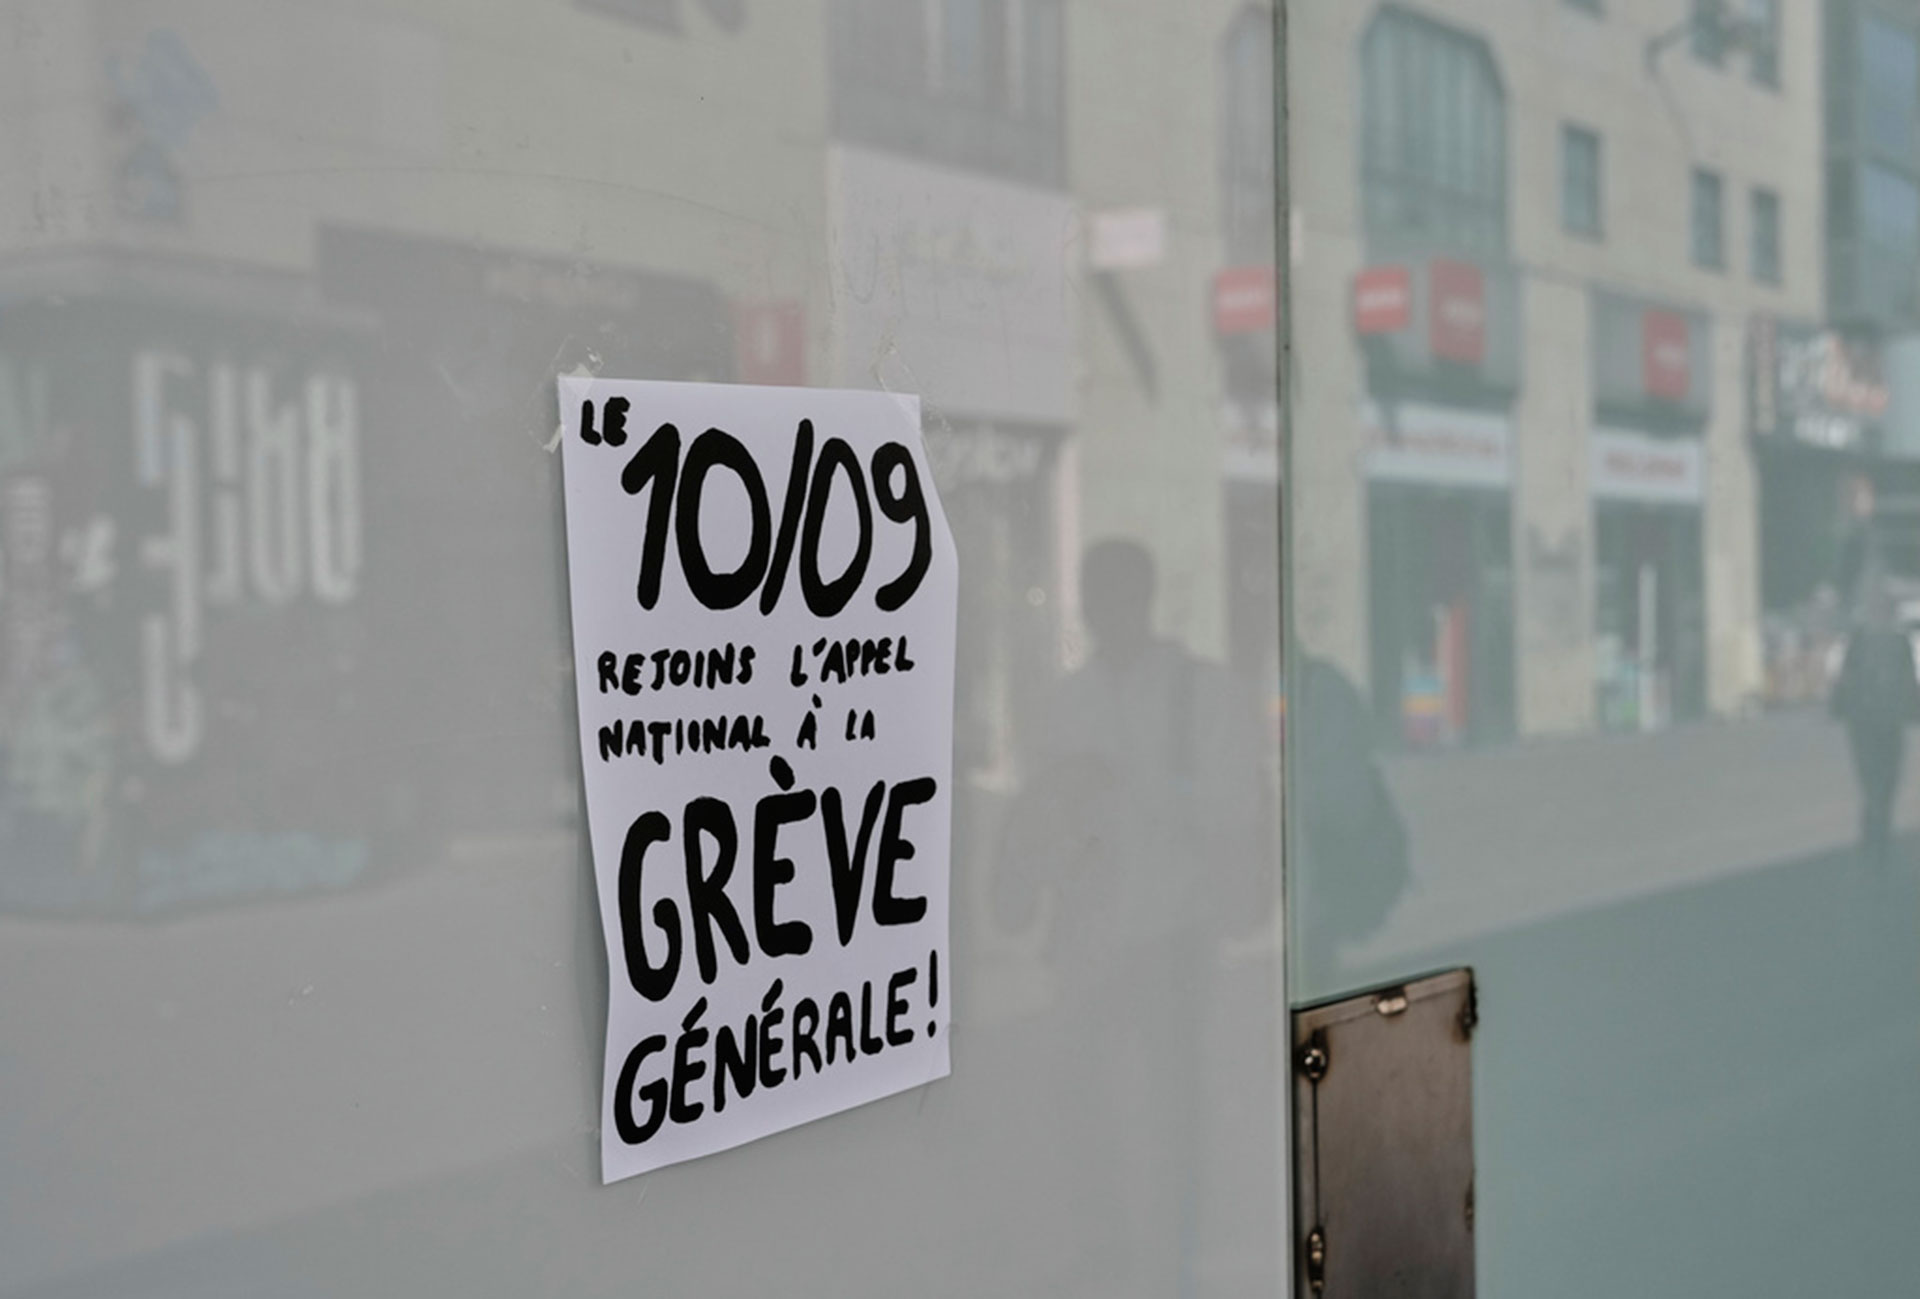 LE
10/09
REJOINS L'APPEL
NATIONAL À LA
GRÈVE
GÉNÉRALE!